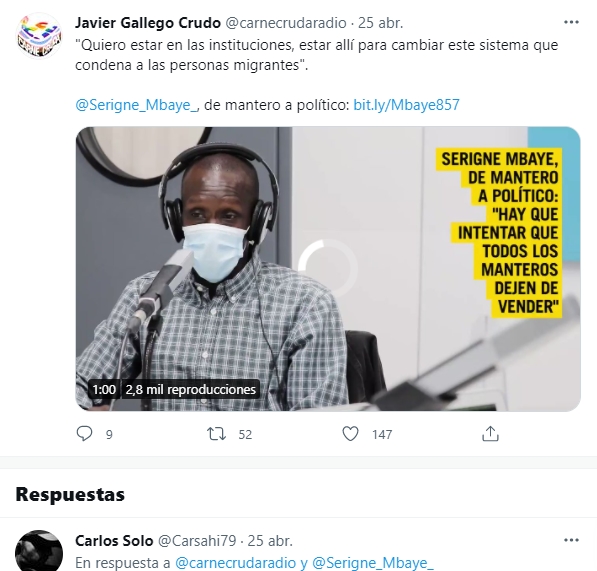 Javier Gallego Crudo @carnecrudaradio · 25 abr.
"Quiero estar en las instituciones, estar allí para cambiar este sistema que
condena a las personas migrantes".
@Serigne_Mbaye_, de mantero a político: bit.ly/Mbaye857
SERIGNE MBAYE,
DE MANTERO
A POLÍTICO:
"HAY QUE
INTENTAR QUE
TODOS LOS
MANTEROS
DEJEN DE
VENDER"
1:00 2,8 mil reproducciones
9 52 147
Respuestas
Carlos Solo @Carsahi79 · 25 abr.
En respuesta a @carnecrudaradio y @Serigne_Mbaye_